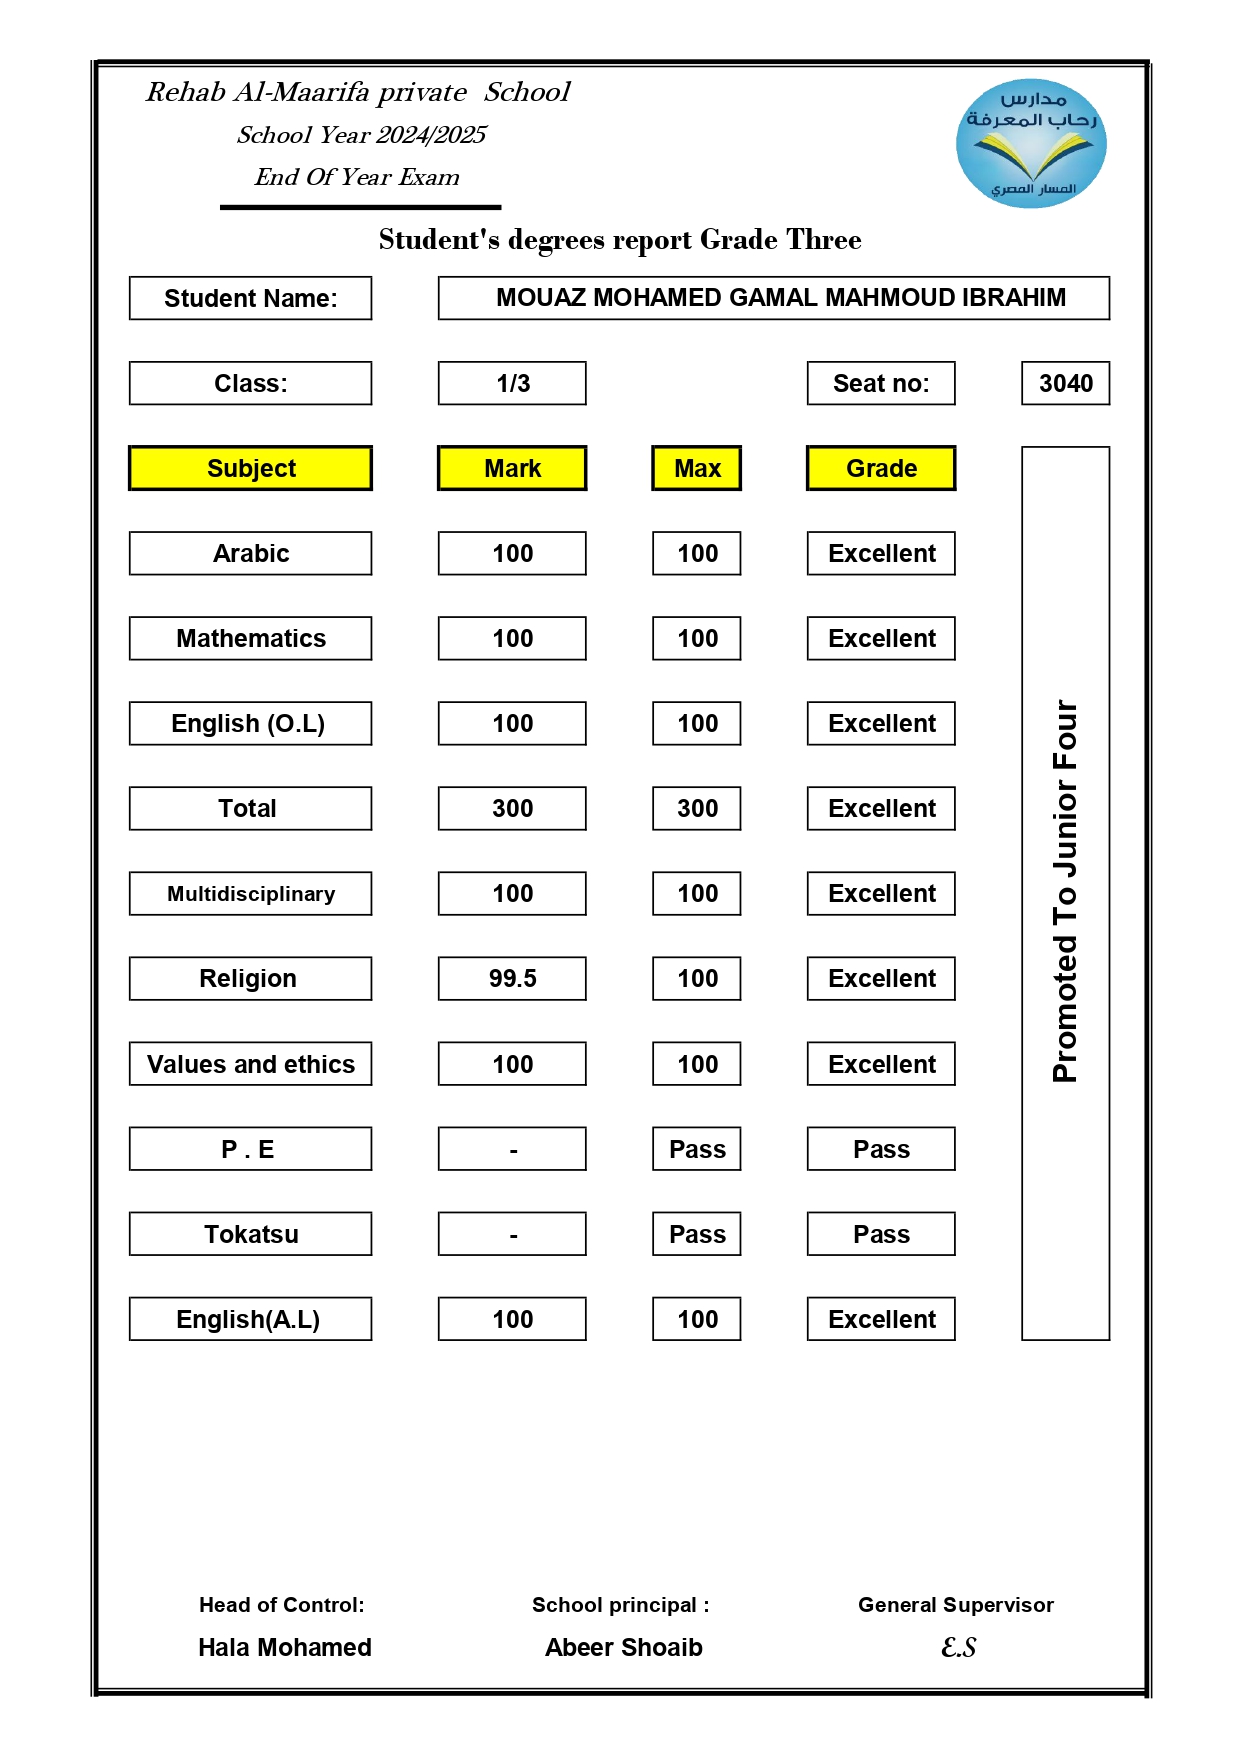 Rehab Al-Maarifa private School
School Year 2024/2025
End Of Year Exam
مدارس
رحاب المعرفة
المسار المصري
Student's degrees report Grade Three
Student Name: MOUAZ MOHAMED GAMAL MAHMOUD IBRAHIM
Class: 1/3 Seat no: 3040
Subject Mark Max Grade
Arabic 100 100 Excellent
Mathematics 100 100 Excellent
English (O.L) 100 100 Excellent
Total 300 300 Excellent
Multidisciplinary 100 100 Excellent
Religion 99.5 100 Excellent
Values and ethics 100 100 Excellent
P . E - Pass Pass
Tokatsu - Pass Pass
English(A.L) 100 100 Excellent
Promoted To Junior Four
Head of Control: School principal : General Supervisor
Hala Mohamed Abeer Shoaib E.S